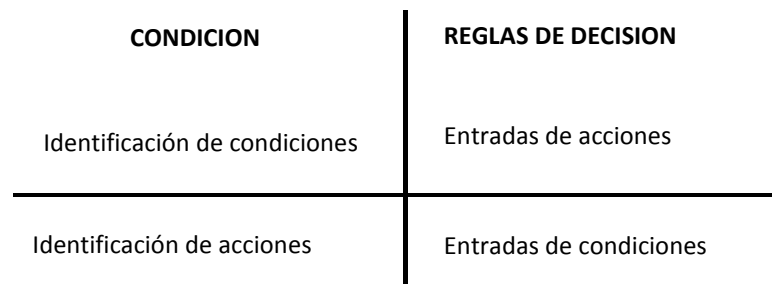 CONDICION
REGLAS DE DECISION
Identificación de condiciones
Entradas de acciones
Identificación de acciones
Entradas de condiciones